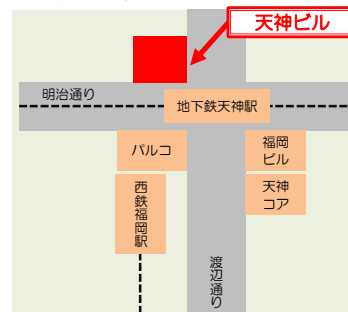 天神ビル
明治通り
地下鉄天神駅
パルコ
福岡
ビル
西鉄福岡駅
天神
コア
渡辺通り